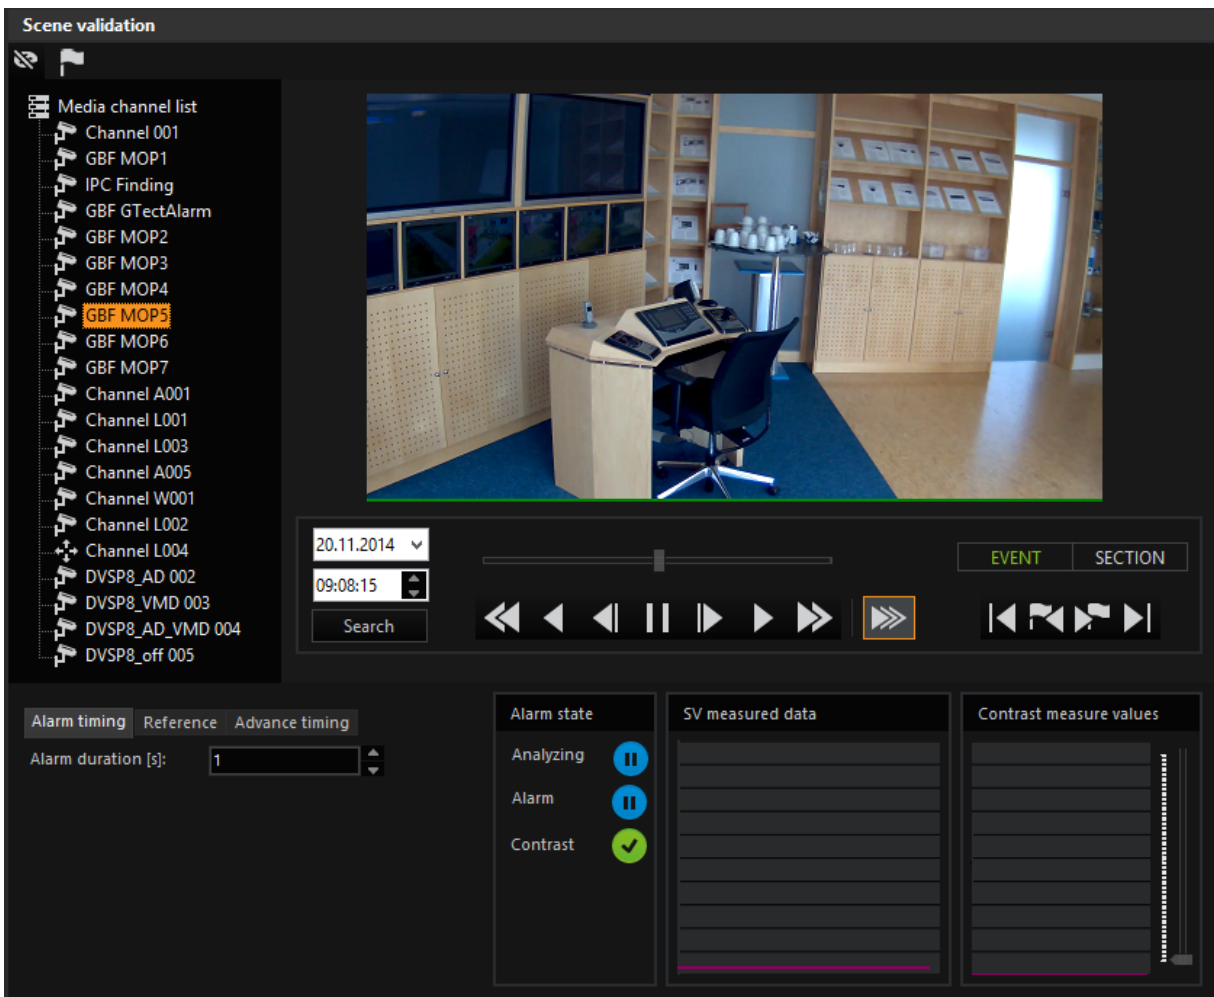 Scene validation
Media channel list
Channel 001
GBF MOP1
IPC Finding
GBF GTectAlarm
GBF MOP2
GBF MOP3
GBF MOP4
GBF MOP5
GBF MOP6
GBF MOP7
Channel A001
Channel L001
Channel L003
Channel A005
Channel W001
Channel L002
Channel L004
DVSP8_AD 002
DVSP8_VMD 003
DVSP8_AD_VMD 004
DVSP8_off 005
20.11.2014
09:08:15
Search
EVENT SECTION
Alarm timing Reference Advance timing
Alarm duration [s]: 1
Alarm state
Analyzing
Alarm
Contrast
SV measured data
Contrast measure values